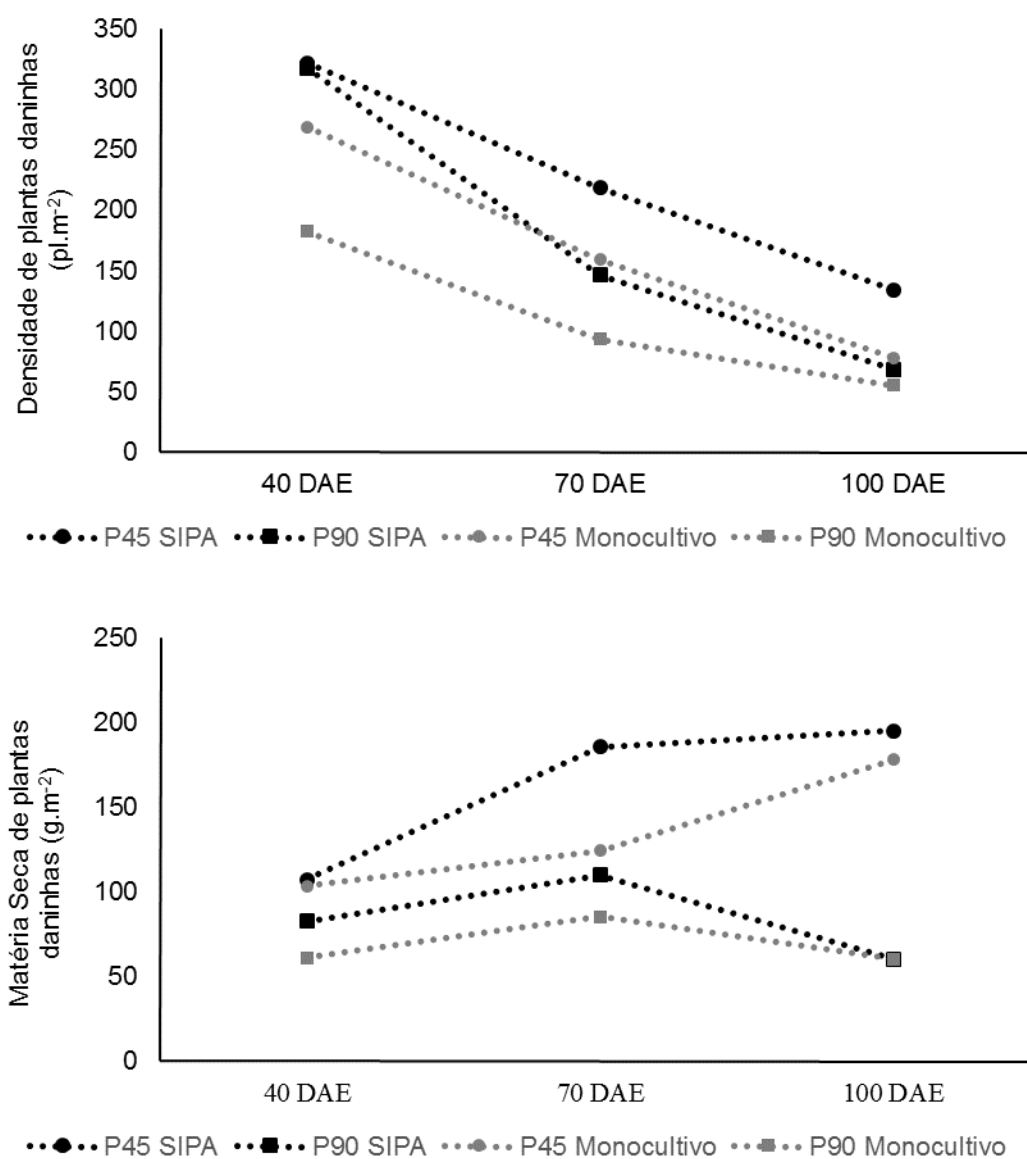 350
300
250
200
150
100
50
0
Densidade de plantas daninhas
(pl.m-2)
40 DAE 70 DAE 100 DAE
P45 SIPA P90 SIPA P45 Monocultivo P90 Monocultivo
250
200
150
100
50
0
Matéria Seca de plantas
daninhas (g.m-2)
40 DAE 70 DAE 100 DAE
P45 SIPA P90 SIPA P45 Monocultivo P90 Monocultivo